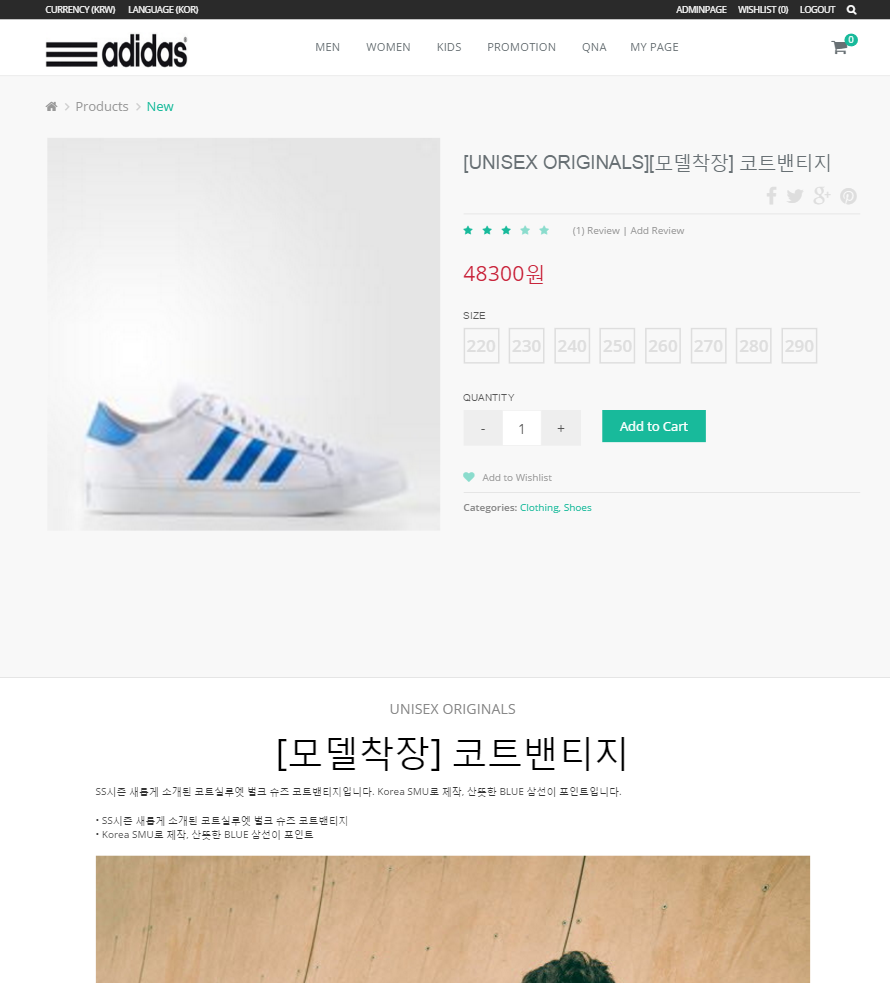 CURRENCY (KRW) LANGUAGE (KOR) ADMINPAGE WISHLIST (0) LOGOUT
adidas MEN WOMEN KIDS PROMOTION QNA MY PAGE 0
Products New
[UNISEX ORIGINALS][모델착장] 코트밴티지
(1) Review | Add Review
48300원
SIZE
220 230 240 250 260 270 280 290
QUANTITY
- 1 + Add to Cart
Add to Wishlist
Categories: Clothing, Shoes
UNISEX ORIGINALS
[모델착장] 코트밴티지
SS시즌 새롭게 소개된 코트실루엣 벌크 슈즈 코트밴티지입니다. Korea SMU로 제작, 산뜻한 BLUE 삼선이 포인트입니다.
• SS시즌 새롭게 소개된 코트실루엣 벌크 슈즈 코트밴티지
• Korea SMU로 제작, 산뜻한 BLUE 삼선이 포인트